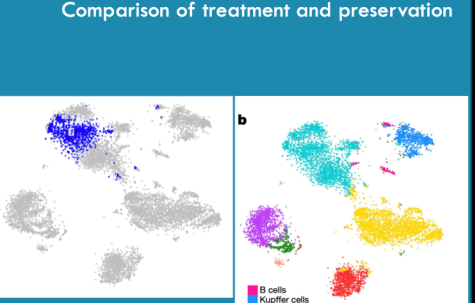 Comparison of treatment and preservation
b
B cells
Kupffer cells